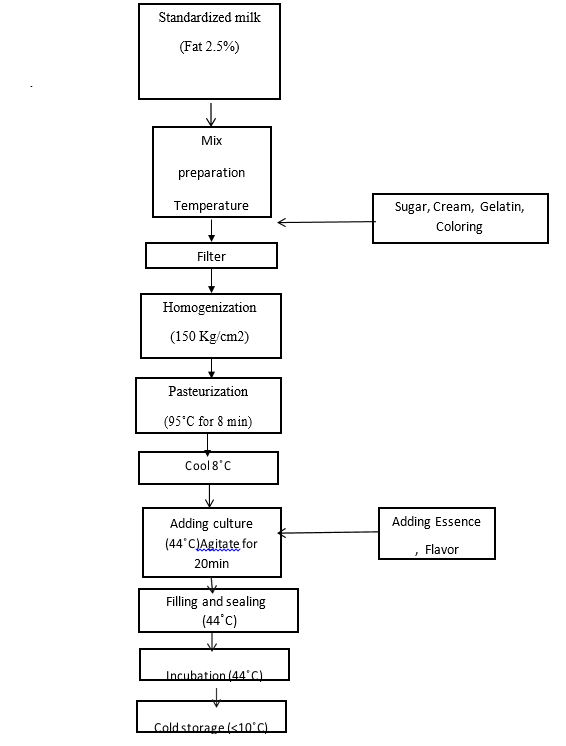 Standardized milk
(Fat 2.5%)
Mix
preparation
Temperature
Sugar, Cream, Gelatin,
Coloring
Filter
Homogenization
(150 Kg/cm2)
Pasteurization
(95˚C for 8 min)
Cool 8˚C
Adding culture
(44˚C)Agitate for
20min
Adding Essence
, Flavor
Filling and sealing
(44˚C)
Incubation (44˚C)
Cold storage (<10˚C)